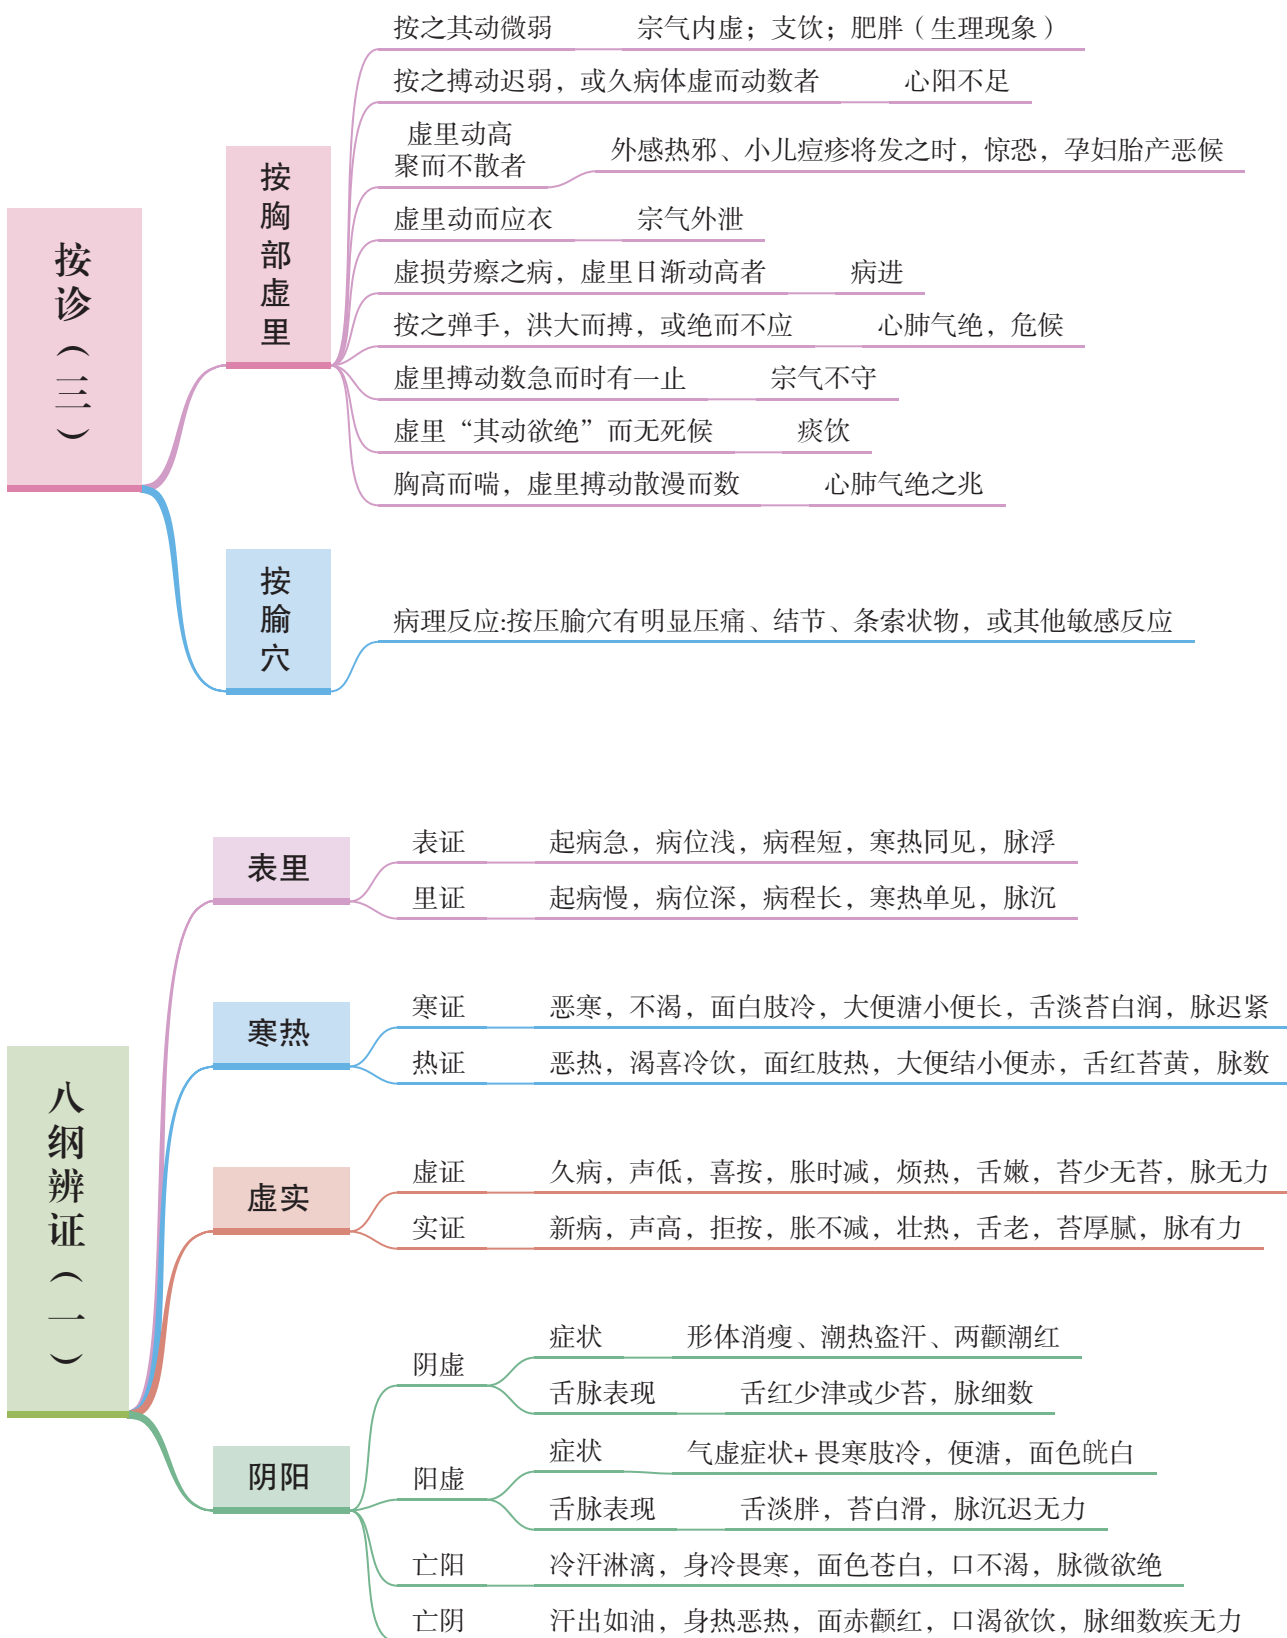 按诊（三）
按胸部虚里
按之其动微弱 宗气内虚；支饮；肥胖（生理现象）
按之搏动迟弱，或久病体虚而动数者 心阳不足
虚里动高
聚而不散者 外感热邪、小儿痘疹将发之时，惊恐，孕妇胎产恶候
虚里动而应衣 宗气外泄
虚损劳瘵之病，虚里日渐动高者 病进
按之弹手，洪大而搏，或绝而不应 心肺气绝，危候
虚里搏动数急而时有一止 宗气不守
虚里“其动欲绝”而无死候 痰饮
胸高而喘，虚里搏动散漫而数 心肺气绝之兆
按腧穴
病理反应:按压腧穴有明显压痛、结节、条索状物，或其他敏感反应
八纲辨证（一）
表里
表证 起病急，病位浅，病程短，寒热同见，脉浮
里证 起病慢，病位深，病程长，寒热单见，脉沉
寒热
寒证 恶寒，不渴，面白肢冷，大便溏小便长，舌淡苔白润，脉迟紧
热证 恶热，渴喜冷饮，面红肢热，大便结小便赤，舌红苔黄，脉数
虚实
虚证 久病，声低，喜按，胀时减，烦热，舌嫩，苔少无苔，脉无力
实证 新病，声高，拒按，胀不减，壮热，舌老，苔厚腻，脉有力
阴阳
阴虚
症状 形体消瘦、潮热盗汗、两颧潮红
舌脉表现 舌红少津或少苔，脉细数
阳虚
症状 气虚症状+畏寒肢冷，便溏，面色㿠白
舌脉表现 舌淡胖，苔白滑，脉沉迟无力
亡阳 冷汗淋漓，身冷畏寒，面色苍白，口不渴，脉微欲绝
亡阴 汗出如油，身热恶热，面赤颧红，口渴欲饮，脉细数疾无力